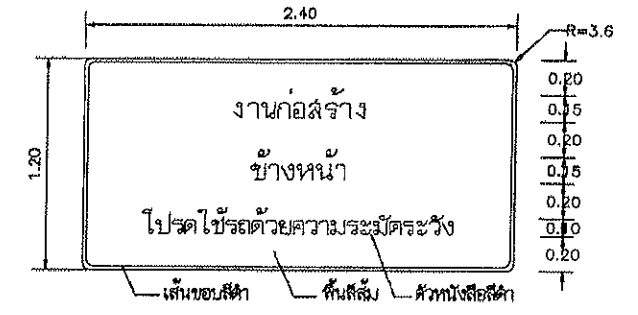 2.40
R=3.6
1.20
งานก่อสร้าง
ข้างหน้า
โปรดใช้รถด้วยความระมัดระวัง
0.20
0.15
0.20
0.15
0.20
0.10
0.20
เส้นขอบสีดำ
พื้นสีส้ม
ตัวหนังสือสีดำ